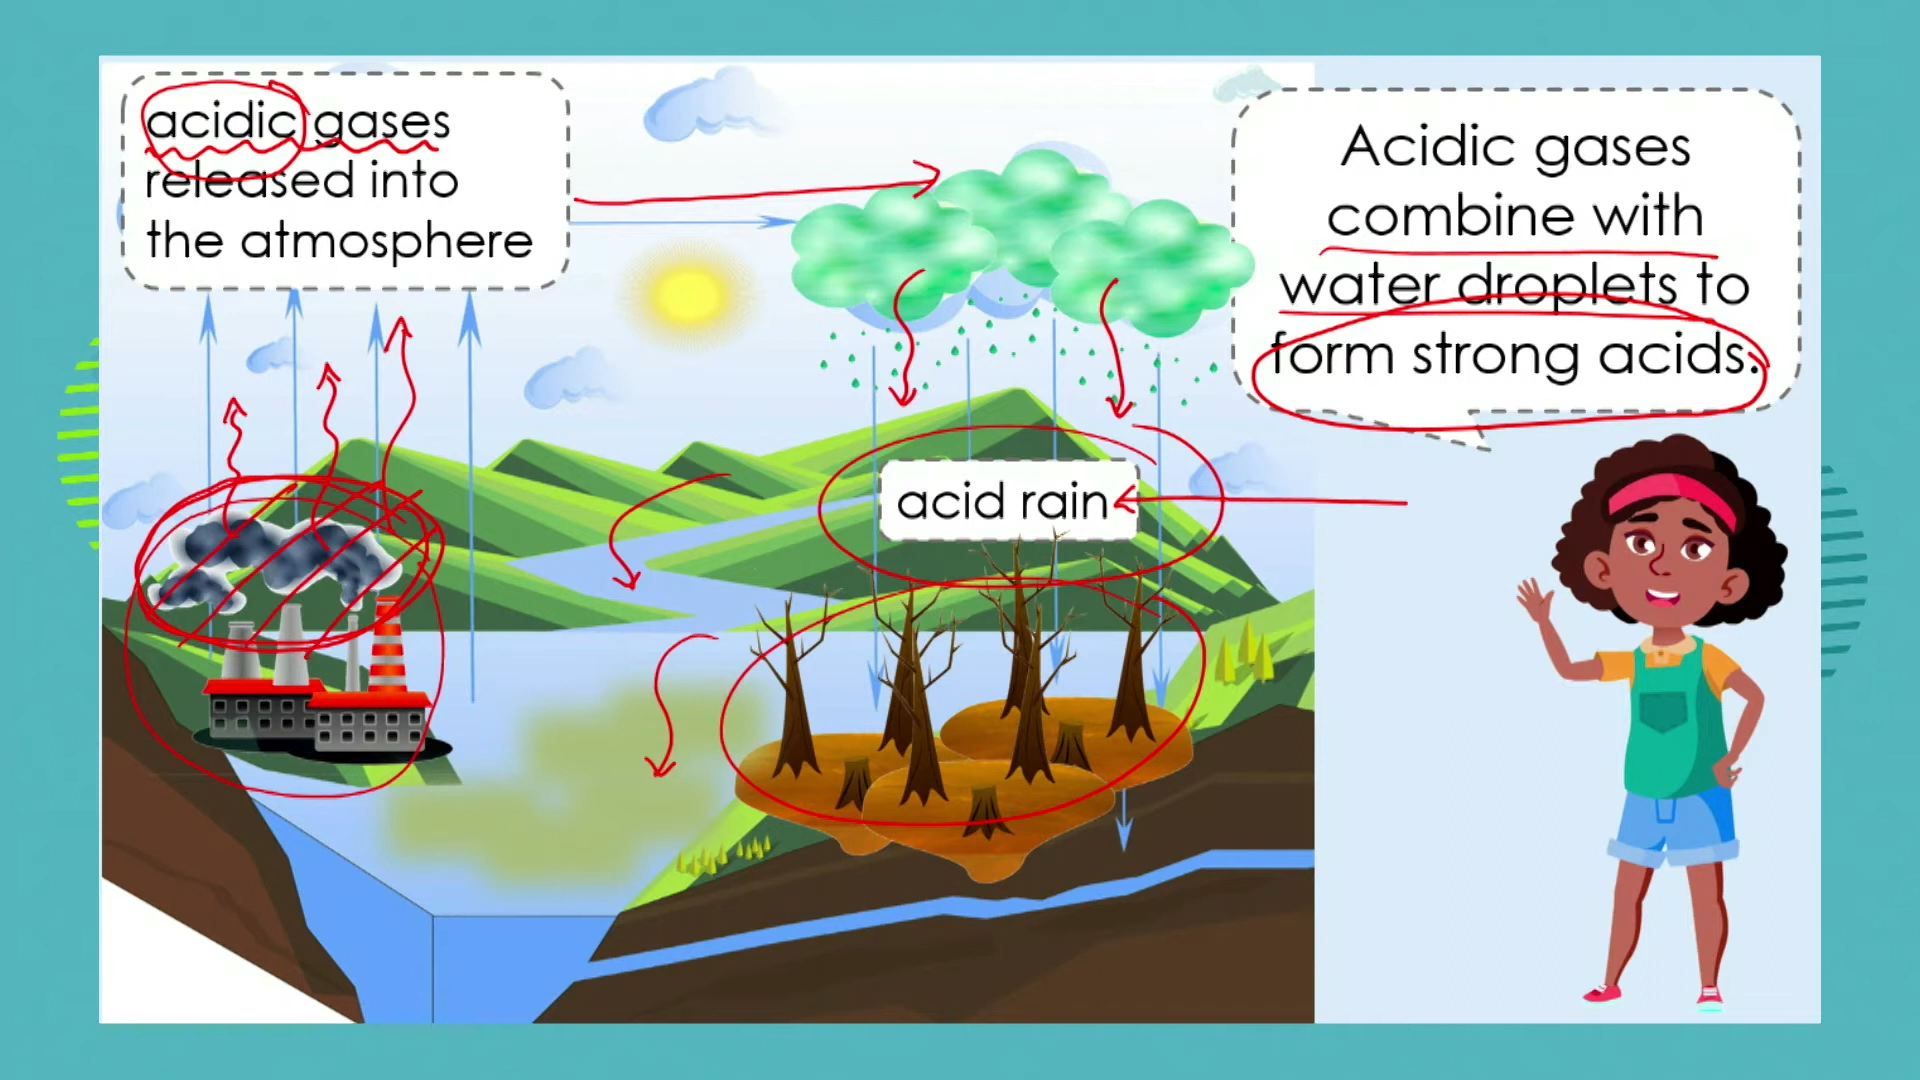 acidic gases
released into
the atmosphere
Acidic gases
combine with
water droplets to
form strong acids.
acid rain